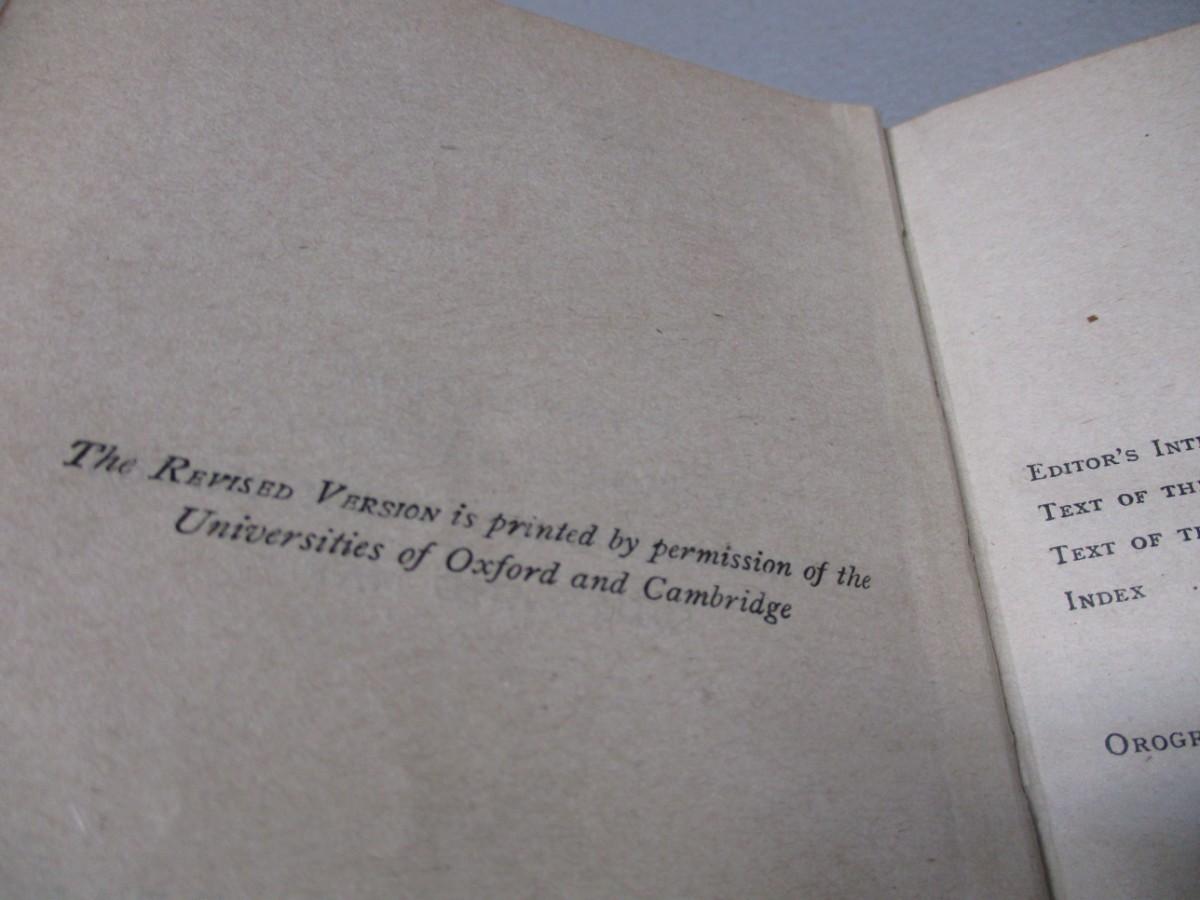 The REVISED VERSION is printed by permission of the
Universities of Oxford and Cambridge
EDITOR'S
TEXT OF
TEXT OF
INDEX .